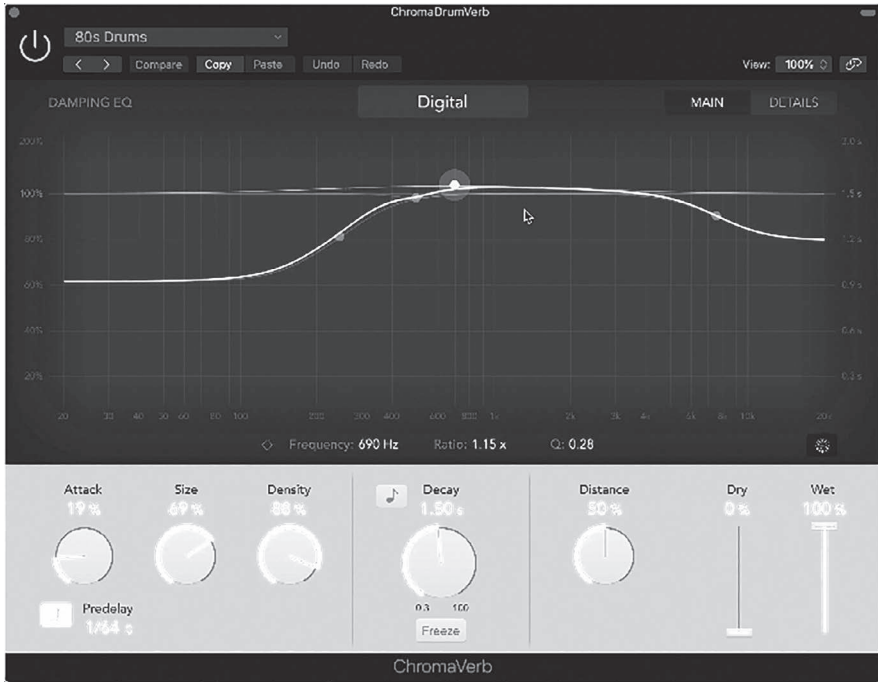 ChromaDrumVerb
80s Drums
Compare Copy Paste Undo Redo View: 100%
DAMPING EQ Digital MAIN DETAILS
200% 3.0 s
100% 1.5 s
80% 1.2 s
60% 0.9 s
40% 0.6 s
20% 0.3 s
20 30 40 50 60 80 100 200 300 400 600 800 1k 2k 3k 4k 6k 8k 10k 20k
Frequency: 690 Hz Ratio: 1.15 x Q: 0.28
Attack Size Density Decay Distance Dry Wet
19 % 69 % 88 % 1.50 s 50 % 0 % 100 %
0.3 100
Predelay
1/64
Freeze
ChromaVerb